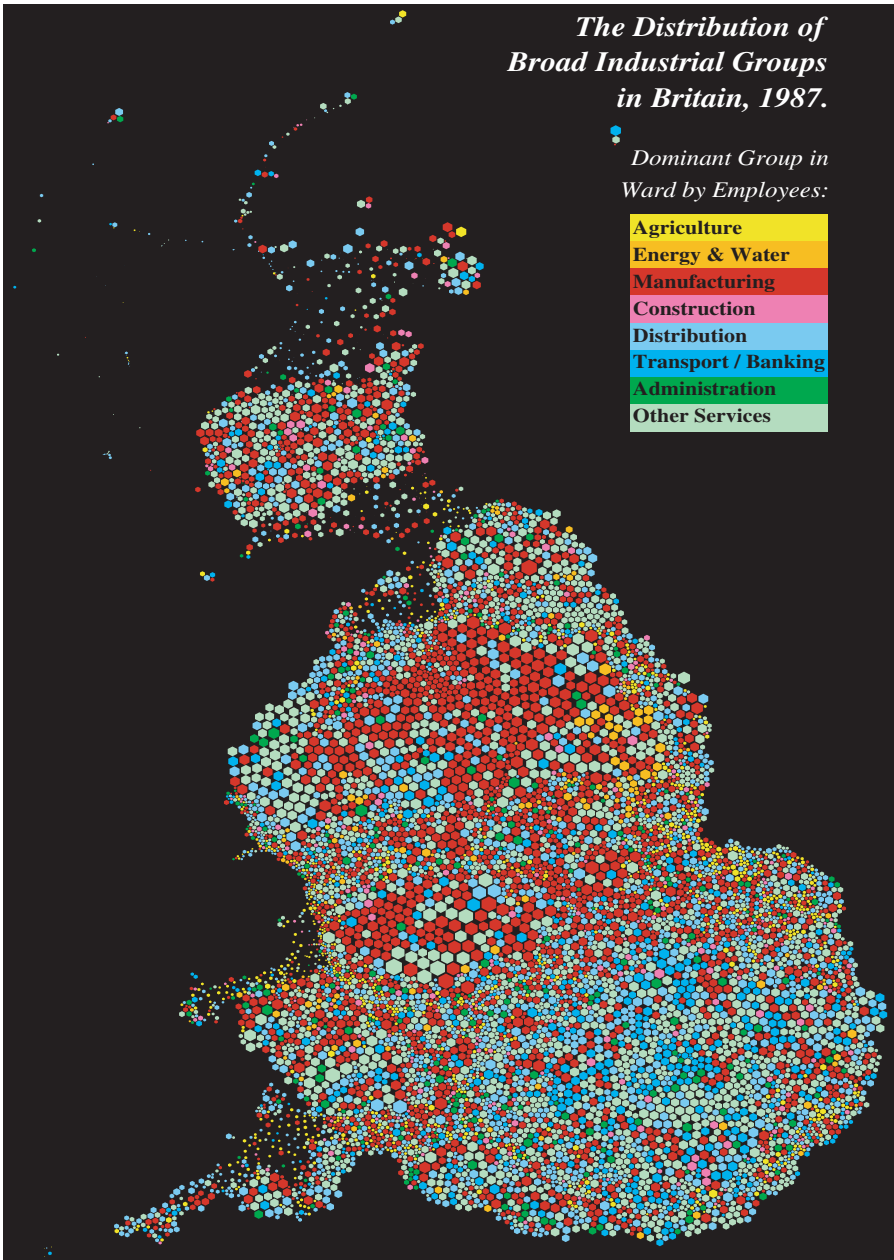 The Distribution of
Broad Industrial Groups
in Britain, 1987.
Dominant Group in
Ward by Employees:
Agriculture
Energy & Water
Manufacturing
Construction
Distribution
Transport / Banking
Administration
Other Services